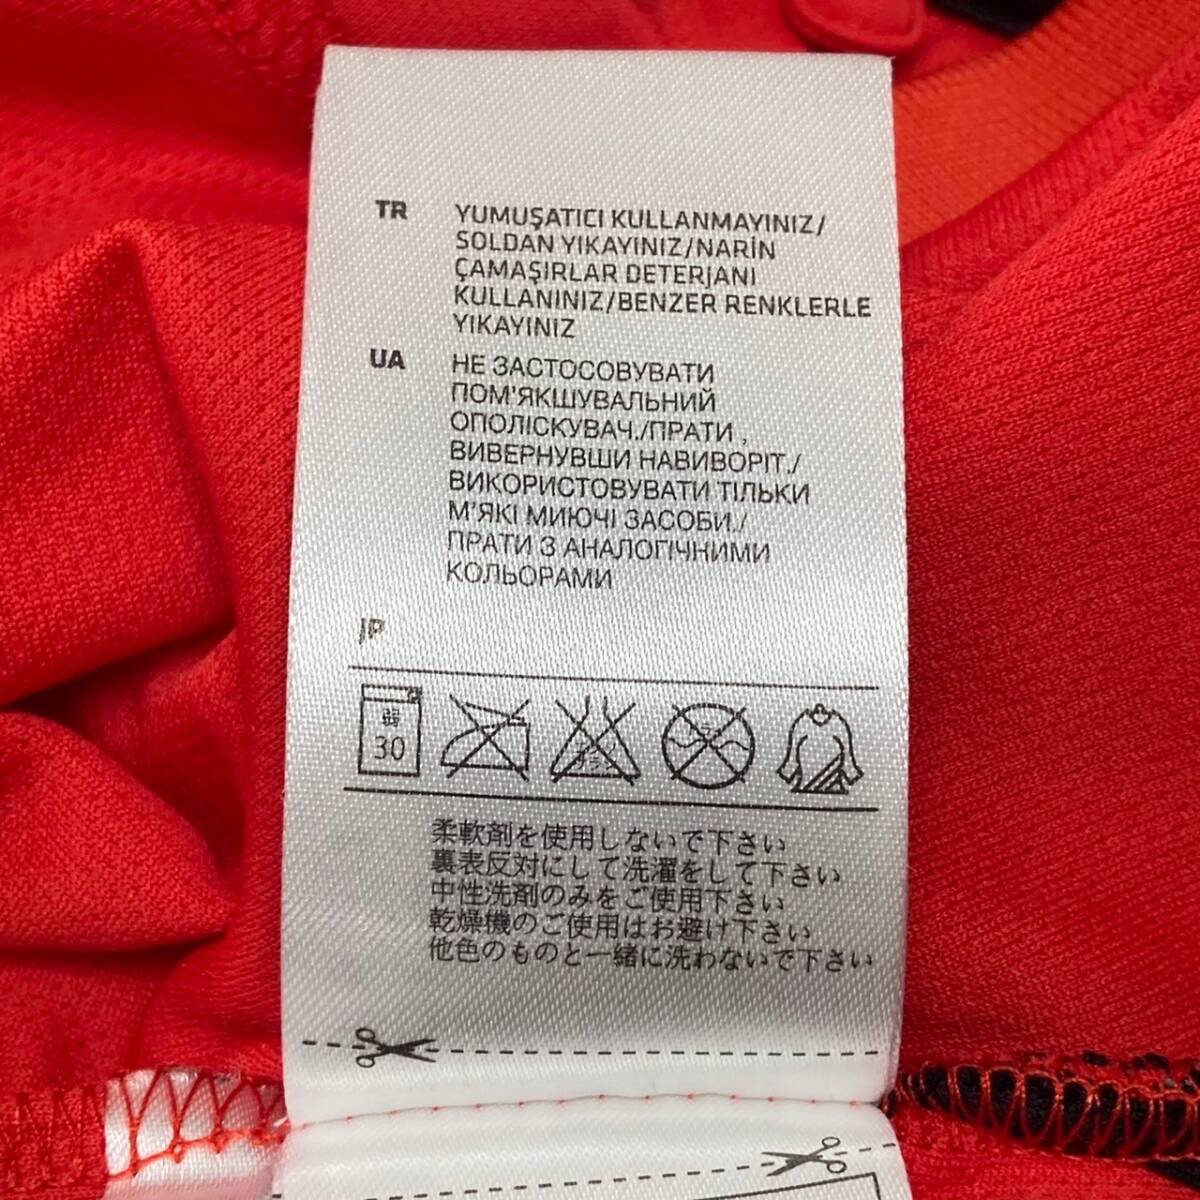 TR YUMUŞATICI KULLANMAYINIZ/
SOLDAN YIKAYINIZ/NARİN
ÇAMAŞIRLAR DETERJANI
KULLANINIZ/BENZER RENKLERLE
YIKAYINIZ
UA НЕ ЗАСТОСОВУВАТИ
ПОМ'ЯКШУВАЛЬНИЙ
ОПОЛІСКУВАЧ./ПРАТИ ,
ВИВЕРНУВШИ НАВИВОРІТ./
ВИКОРИСТОВУВАТИ ТІЛЬКИ
М'ЯКІ МИЮЧІ ЗАСОБИ./
ПРАТИ З АНАЛОГІЧНИМИ
КОЛЬОРАМИ
JP
弱
30
柔軟剤を使用しないで下さい
裏表反対にして洗濯をして下さい
中性洗剤のみをご使用下さい
乾燥機のご使用はお避け下さい
他色のものと一緒に洗わないで下さい